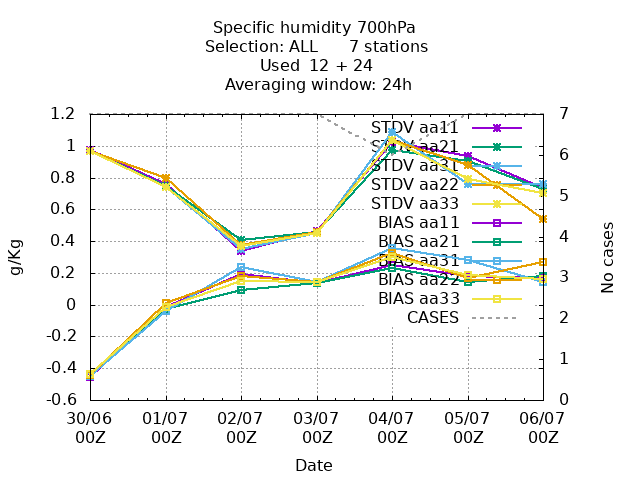 Specific humidity 700hPa
Selection: ALL 7 stations
Used 12 + 24
Averaging window: 24h
1.2
1
0.8
0.6
0.4
0.2
0
-0.2
-0.4
-0.6
g/Kg
7
6
5
4
3
2
1
0
No cases
STDV aa11
STDV aa21
STDV aa31
STDV aa22
STDV aa33
BIAS aa11
BIAS aa21
BIAS aa31
BIAS aa22
BIAS aa33
CASES
30/06 01/07 02/07 03/07 04/07 05/07 06/07
00Z 00Z 00Z 00Z 00Z 00Z 00Z
Date